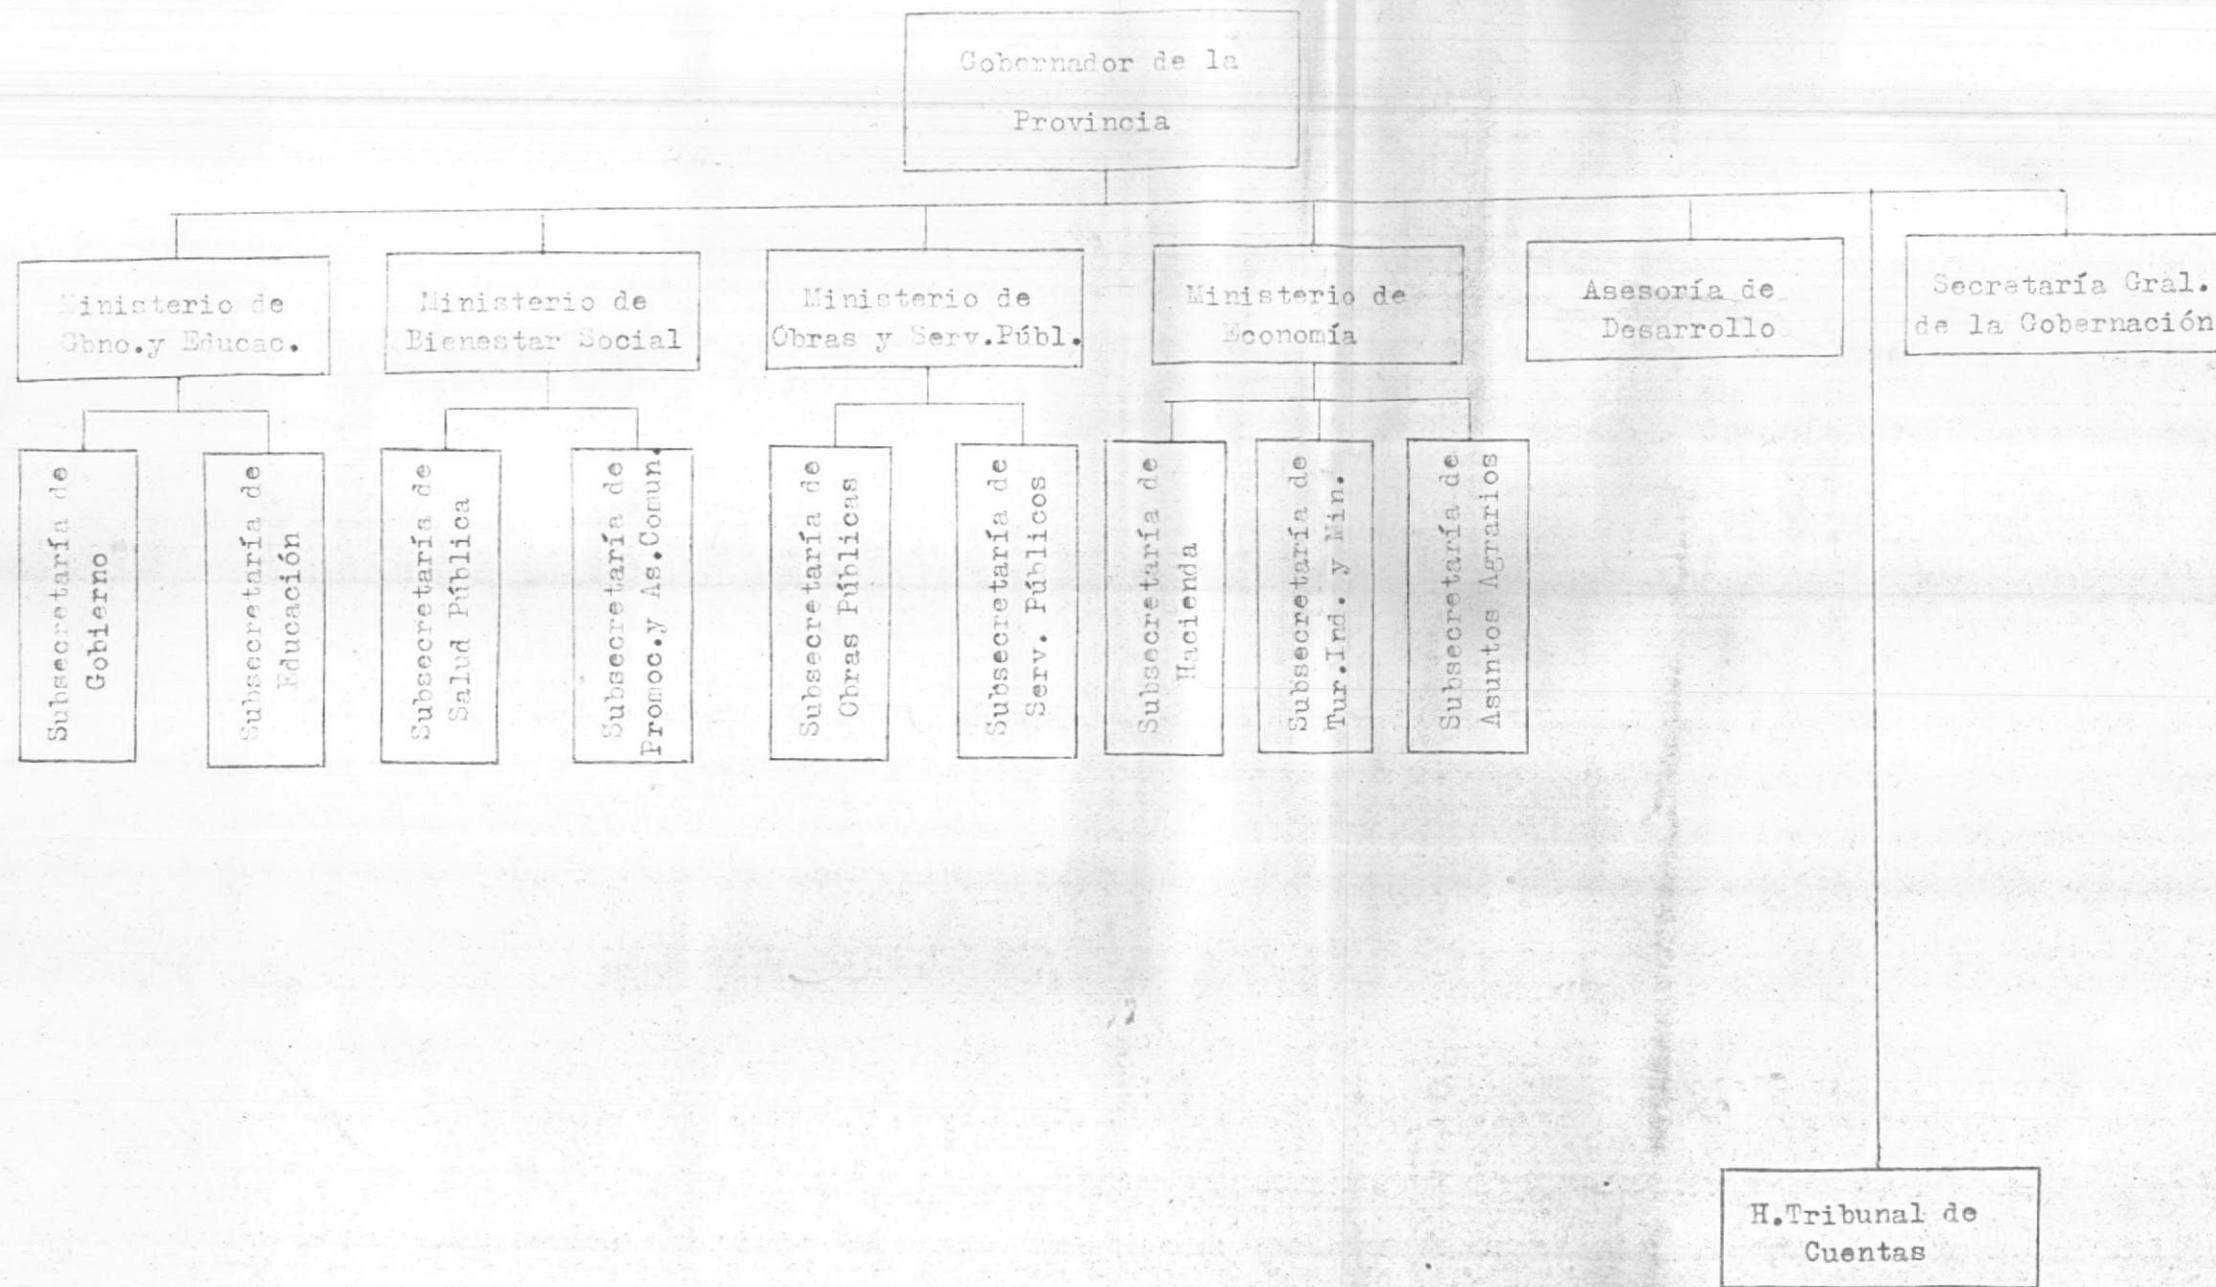 Gobernador de la
Provincia
Ministerio de
Gbno.y Educac.
Ministerio de
Bienestar Social
Ministerio de
Obras y Serv.Públ.
Ministerio de
Economía
Asesoría de
Desarrollo
Secretaría Gral.
de la Gobernación
Subsecretaría de
Gobierno
Subsecretaría de
Educación
Subsecretaría de
Salud Pública
Subsecretaría de
Promoc.y As.Comun.
Subsecretaría de
Obras Públicas
Subsecretaría de
Serv. Públicos
Subsecretaría de
Hacienda
Subsecretaría de
Tur.Ind. y Min.
Subsecretaría de
Asuntos Agrarios
H.Tribunal de
Cuentas